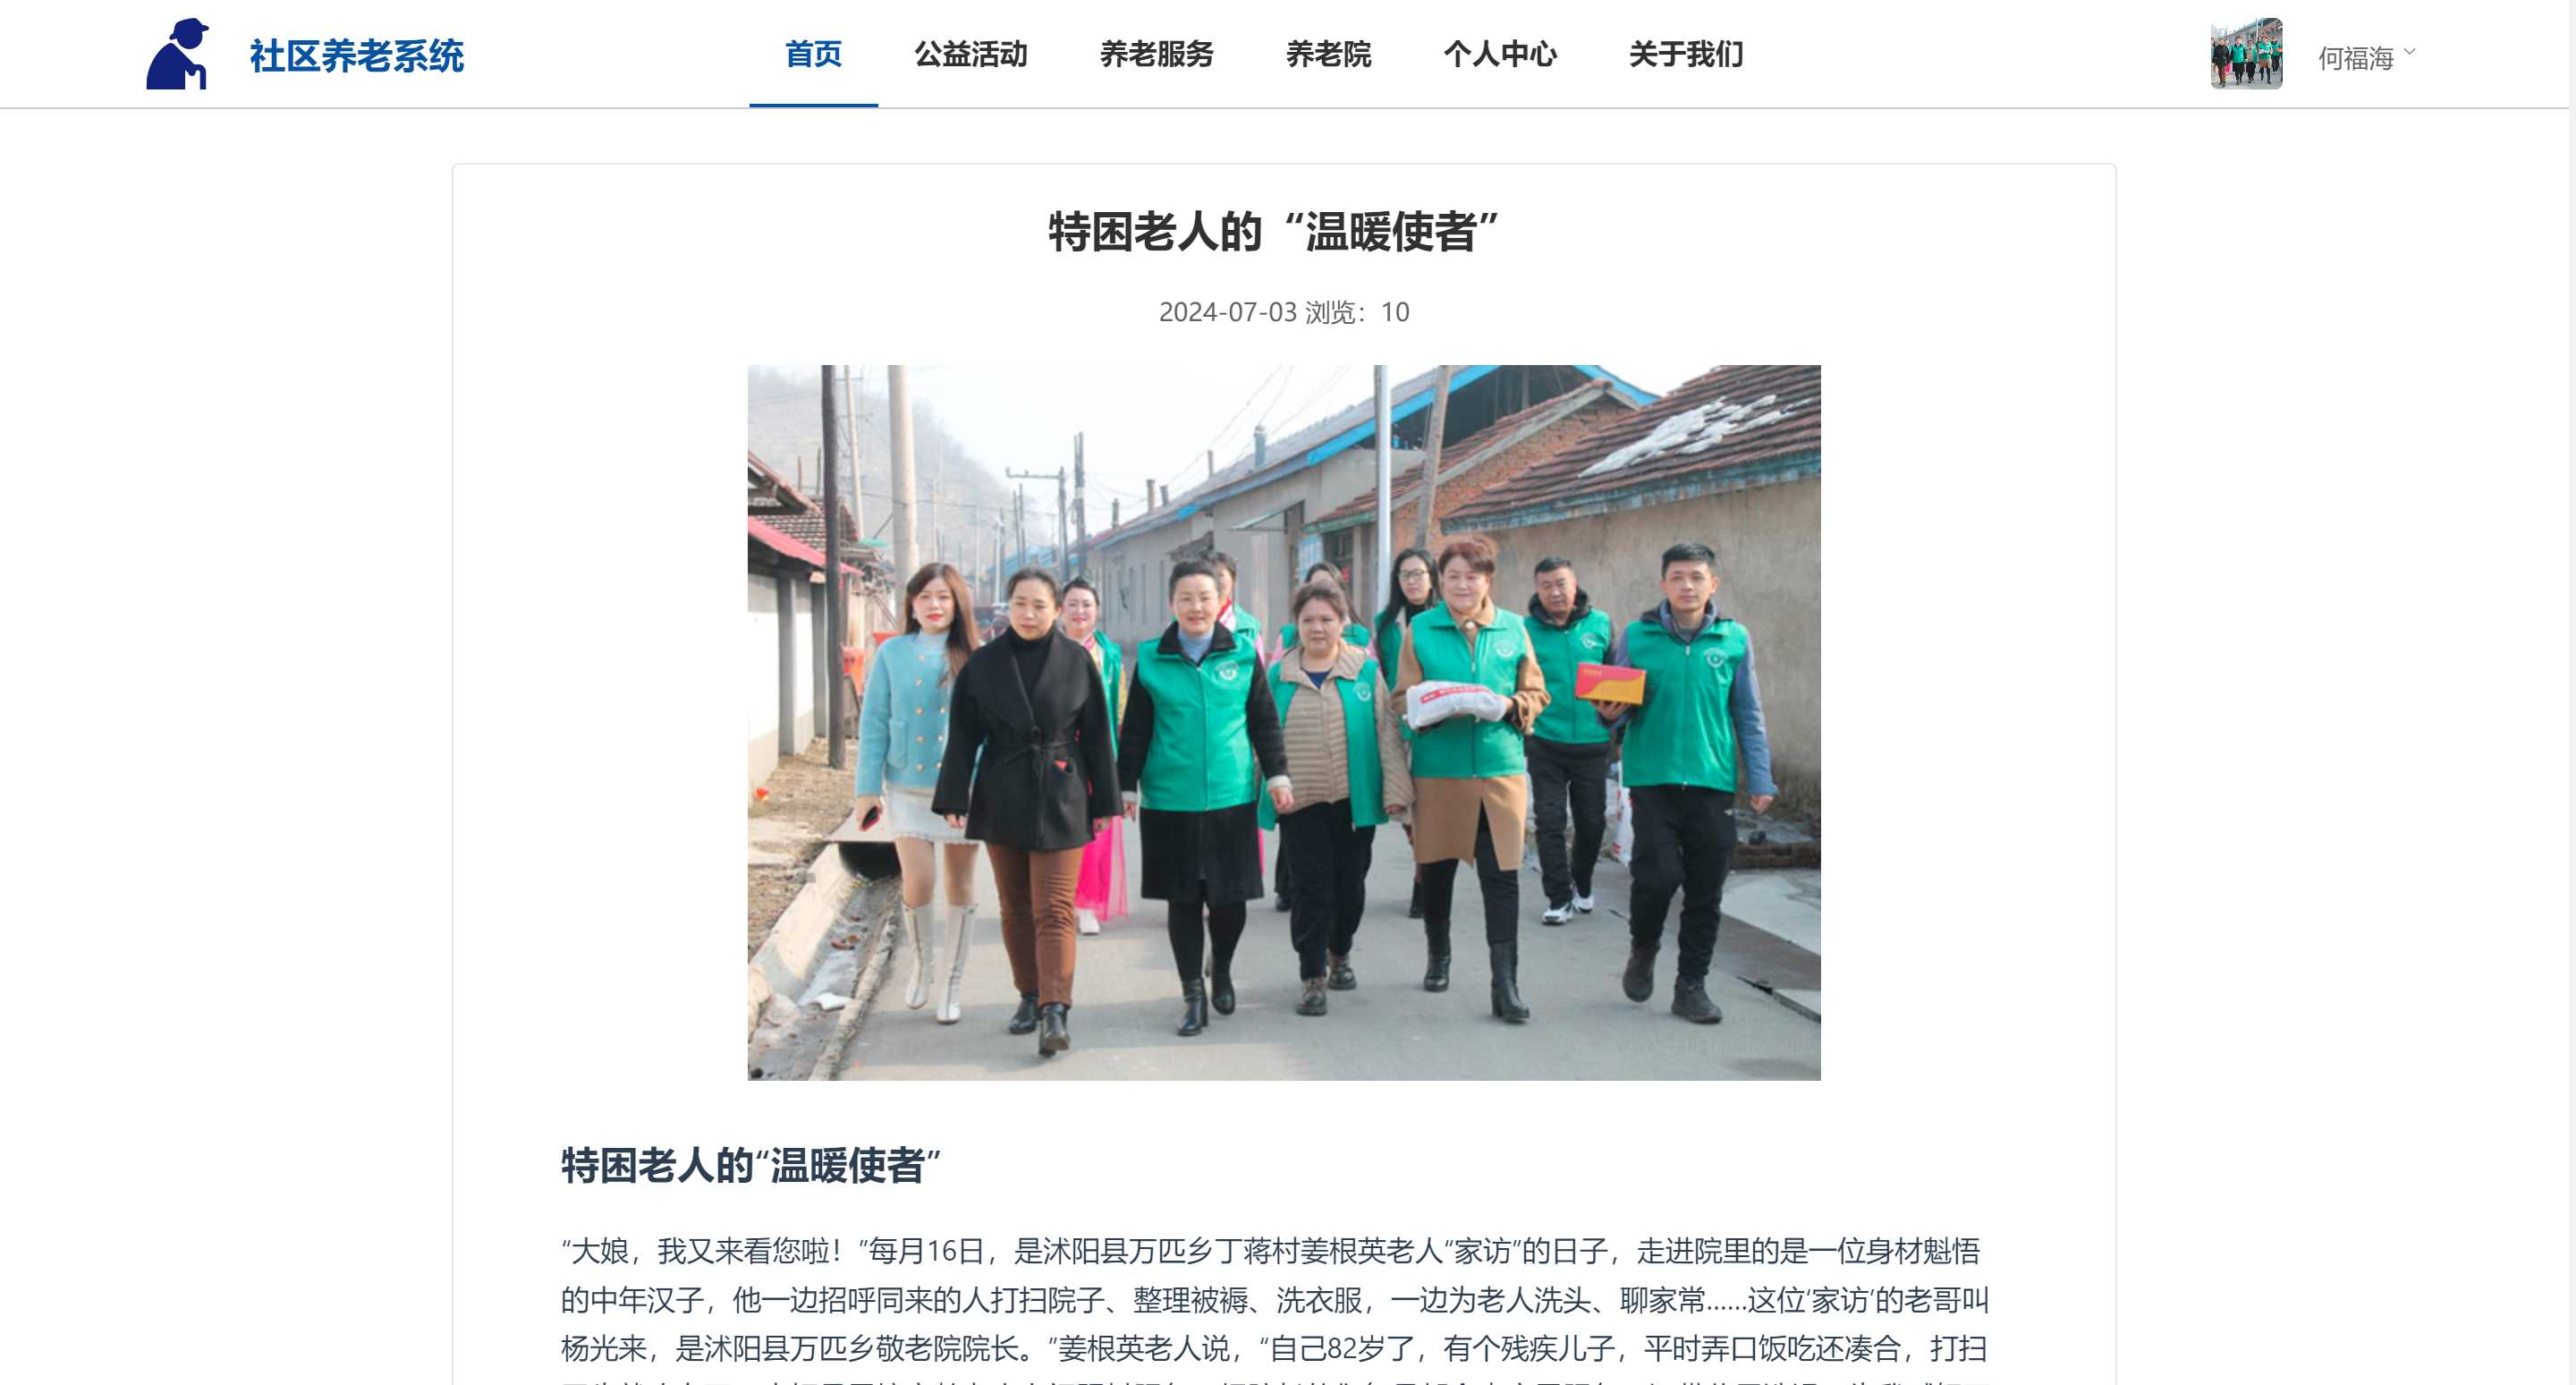 社区养老系统
首页 公益活动 养老服务 养老院 个人中心 关于我们
何福海
特困老人的“温暖使者”
2024-07-03 浏览：10
特困老人的“温暖使者”
“大娘，我又来看您啦！”每月16日，是沭阳县万匹乡丁蒋村姜根英老人“家访”的日子，走进院里的是一位身材魁悟
的中年汉子，他一边招呼同来的人打扫院子、整理被褥、洗衣服，一边为老人洗头、聊家常......这位‘家访’的老哥叫
杨光来，是沭阳县万匹乡敬老院院长。”姜根英老人说，“自己82岁了，有个残疾儿子，平时弄口饭吃还凑合，打扫